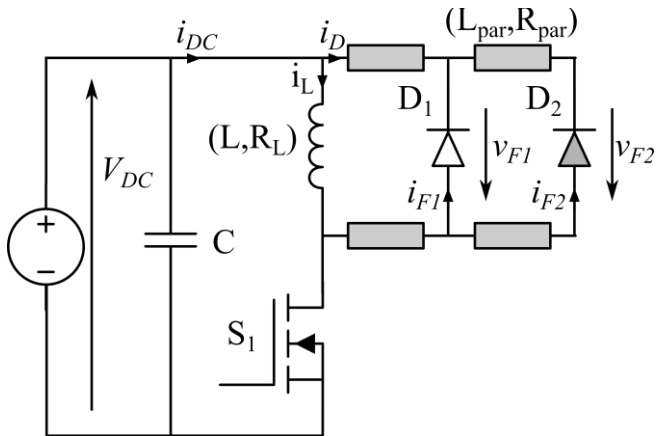 i_DC
i_D
(L_par,R_par)
i_L
D_1
D_2
(L,R_L)
V_DC
v_F1
v_F2
i_F1
i_F2
+
−
C
S_1